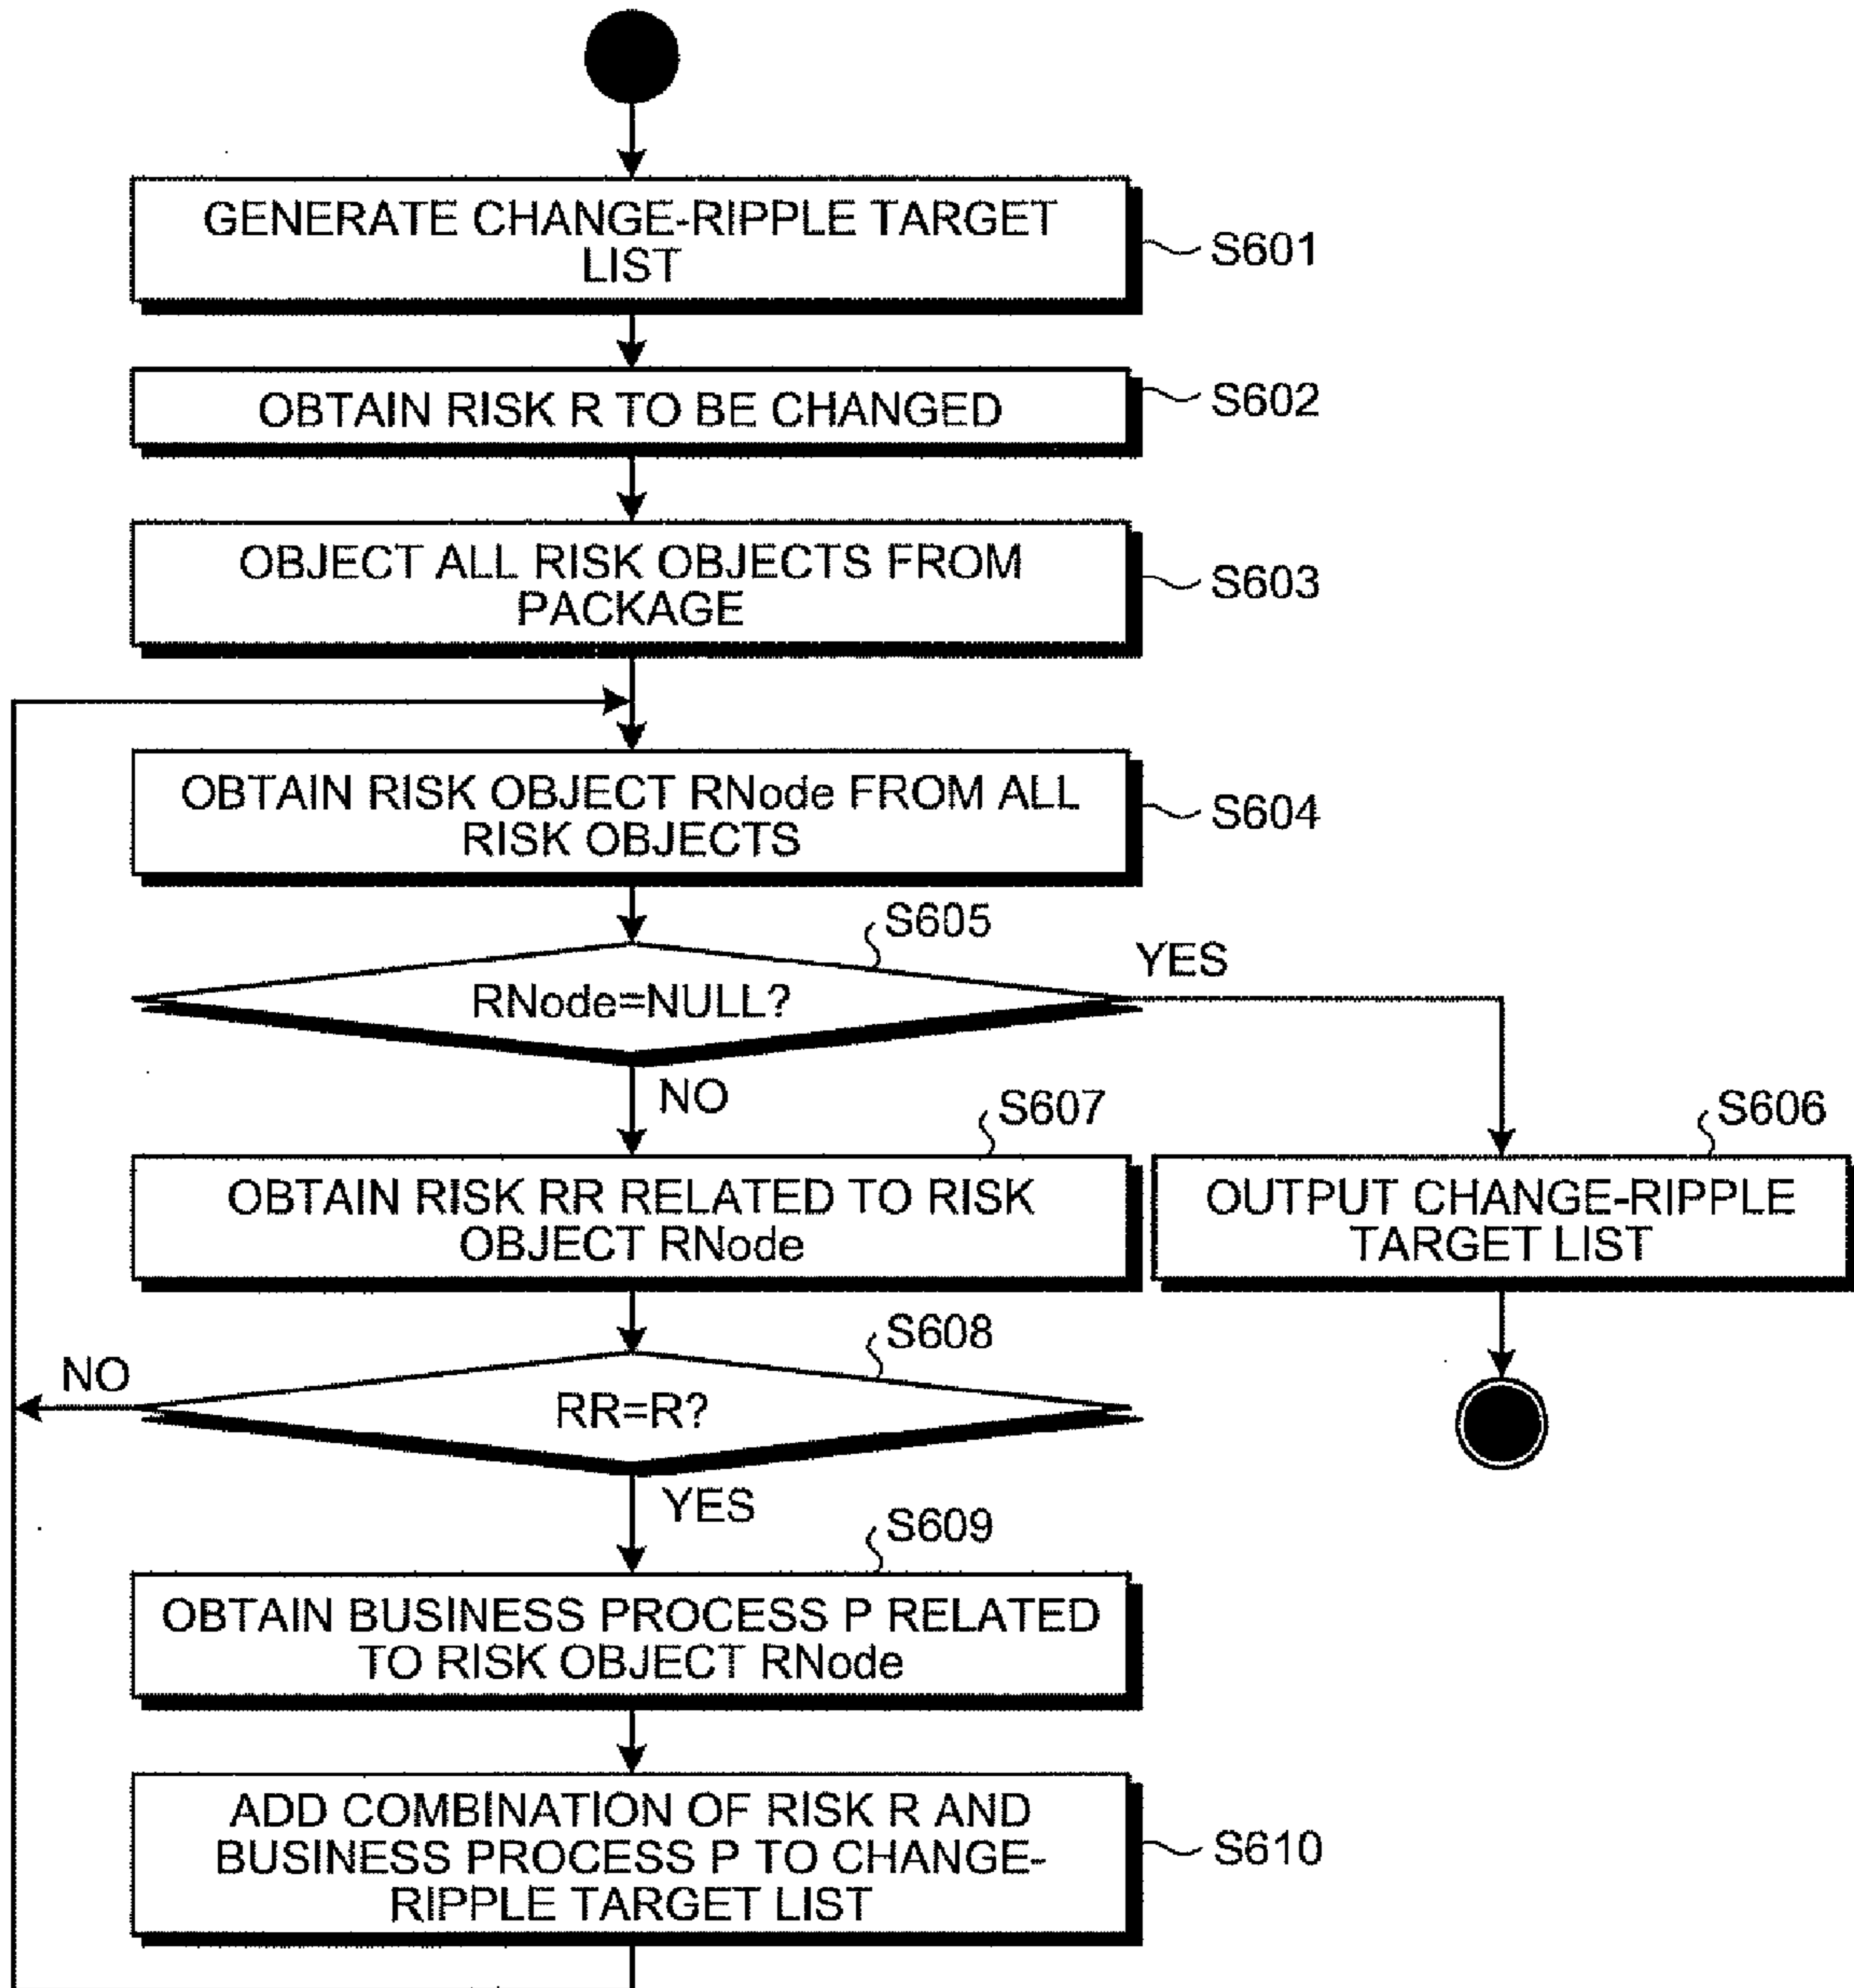 GENERATE CHANGE-RIPPLE TARGET
LIST
S601
OBTAIN RISK R TO BE CHANGED
S602
OBJECT ALL RISK OBJECTS FROM
PACKAGE
S603
OBTAIN RISK OBJECT RNode FROM ALL
RISK OBJECTS
S604
S605
RNode=NULL?
YES
NO
S607
OBTAIN RISK RR RELATED TO RISK
OBJECT RNode
S606
OUTPUT CHANGE-RIPPLE
TARGET LIST
S608
RR=R?
NO
YES
S609
OBTAIN BUSINESS PROCESS P RELATED
TO RISK OBJECT RNode
ADD COMBINATION OF RISK R AND
BUSINESS PROCESS P TO CHANGE-
RIPPLE TARGET LIST
S610